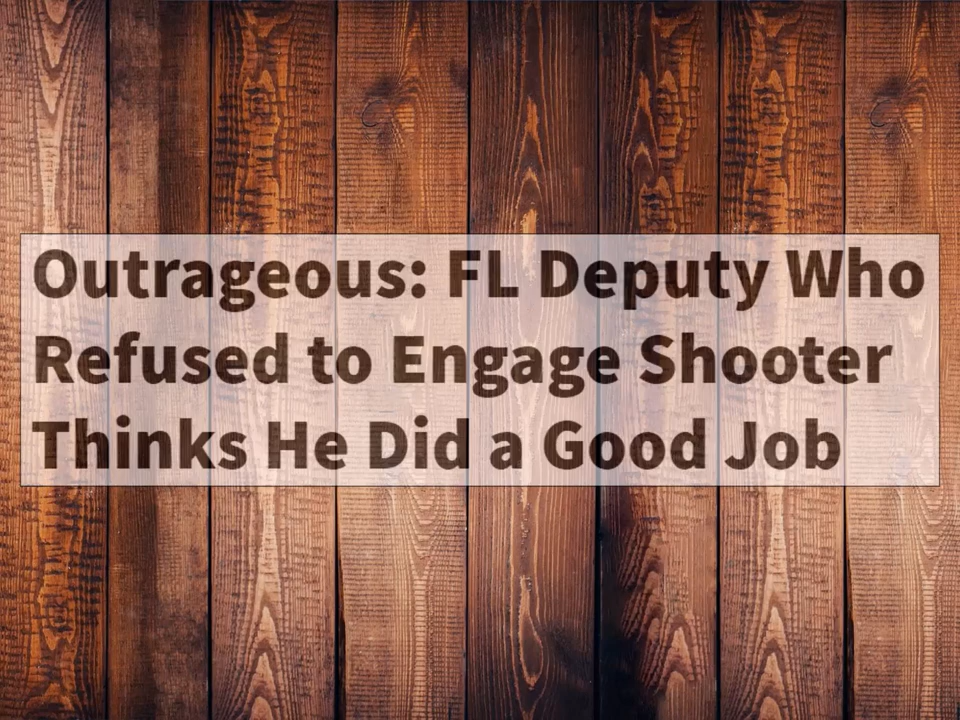 Outrageous: FL Deputy Who
Refused to Engage Shooter
Thinks He Did a Good Job